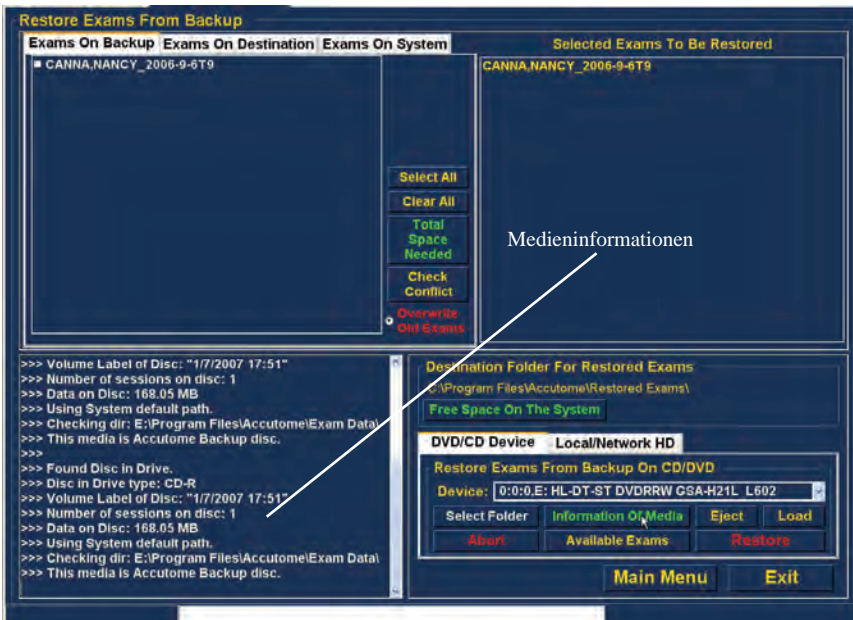 Restore Exams From Backup
Exams On Backup Exams On Destination Exams On System
CANNA,NANCY_2006-9-6T9
Select All
Clear All
Total
Space
Needed
Check
Conflict
Overwrite
Old Exams
Selected Exams To Be Restored
CANNA,NANCY_2006-9-6T9
Medieninformationen
>>> Volume Label of Disc: "1/7/2007 17:51"
>>> Number of sessions on disc: 1
>>> Data on Disc: 168.05 MB
>>> Using System default path.
>>> Checking dir: E:\Program Files\Accutome\Exam Data\
>>> This media is Accutome Backup disc.
>>>
>>> Found Disc in Drive.
>>> Disc in Drive type: CD-R
>>> Volume Label of Disc: "1/7/2007 17:51"
>>> Number of sessions on disc: 1
>>> Data on Disc: 168.05 MB
>>> Using System default path.
>>> Checking dir: E:\Program Files\Accutome\Exam Data\
>>> This media is Accutome Backup disc.
Destination Folder For Restored Exams
C:\Program Files\Accutome\Restored Exams\
Free Space On The System
DVD/CD Device Local/Network HD
Restore Exams From Backup On CD/DVD
Device: 0:0:0,E: HL-DT-ST DVDRRW GSA-H21L L602
Select Folder Information Of Media Eject Load
Abort Available Exams Restore
Main Menu Exit